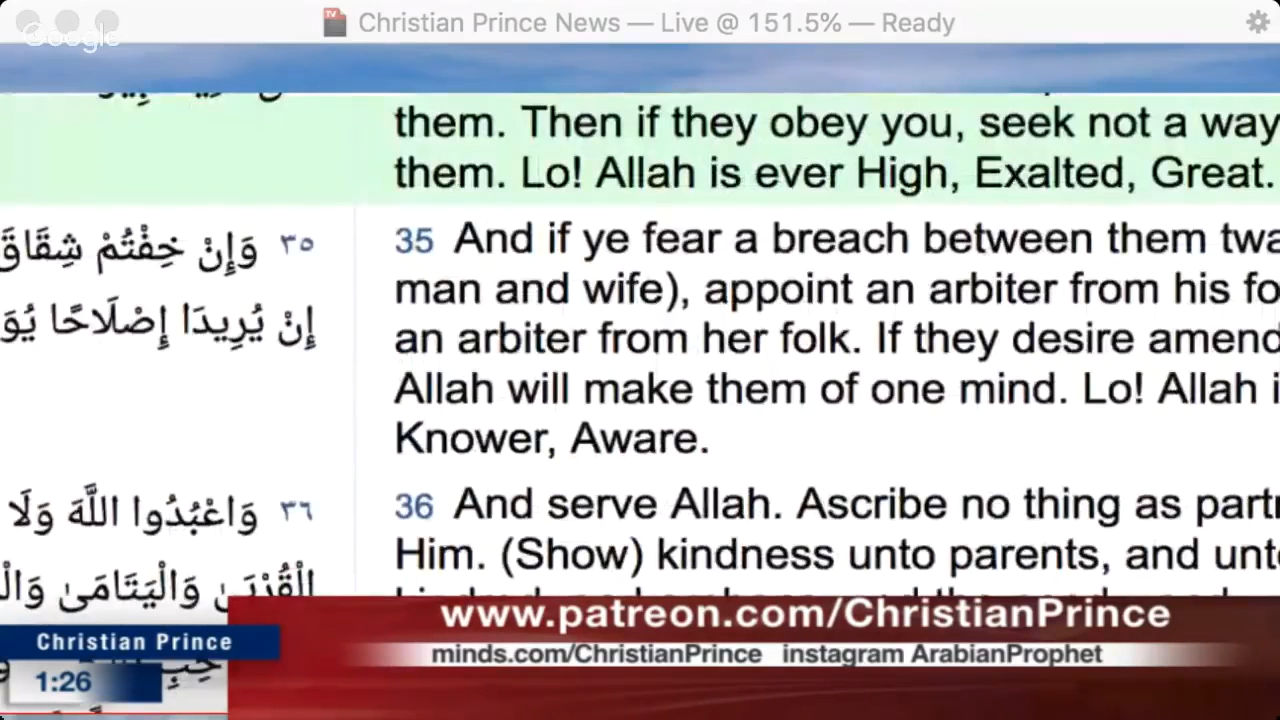 Christian Prince News — Live @ 151.5% — Ready
Google
them. Then if they obey you, seek not a way
them. Lo! Allah is ever High, Exalted, Great.
٣٥ وَإِنْ خِفْتُمْ شِقَاقَ
إِنْ يُرِيدَا إِصْلَاحًا
35 And if ye fear a breach between them twa
man and wife), appoint an arbiter from his fo
an arbiter from her folk. If they desire amend
Allah will make them of one mind. Lo! Allah i
Knower, Aware.
٣٦ وَاعْبُدُوا اللَّهَ وَلَا
الْقُرْبَىٰ وَالْيَتَامَىٰ
36 And serve Allah. Ascribe no thing as partn
Him. (Show) kindness unto parents, and unto
www.patreon.com/ChristianPrince
minds.com/ChristianPrince instagram ArabianProphet
Christian Prince
1:26